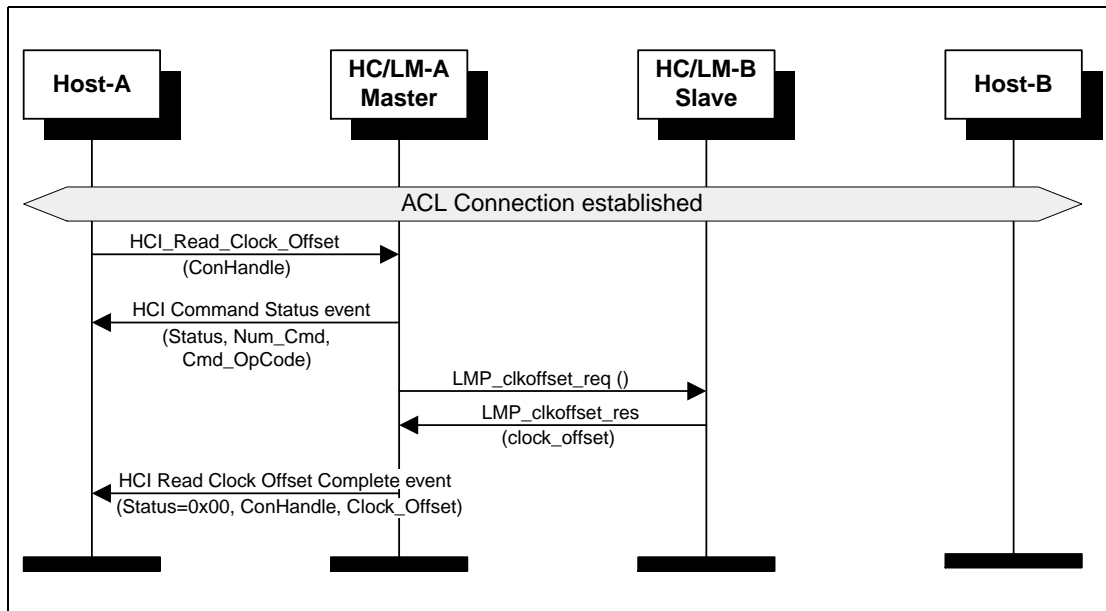 Host-A
HC/LM-A
Master
HC/LM-B
Slave
Host-B
ACL Connection established
HCI_Read_Clock_Offset
(ConHandle)
HCI Command Status event
(Status, Num_Cmd,
Cmd_OpCode)
LMP_clkoffset_req ()
LMP_clkoffset_res
(clock_offset)
HCI Read Clock Offset Complete event
(Status=0x00, ConHandle, Clock_Offset)